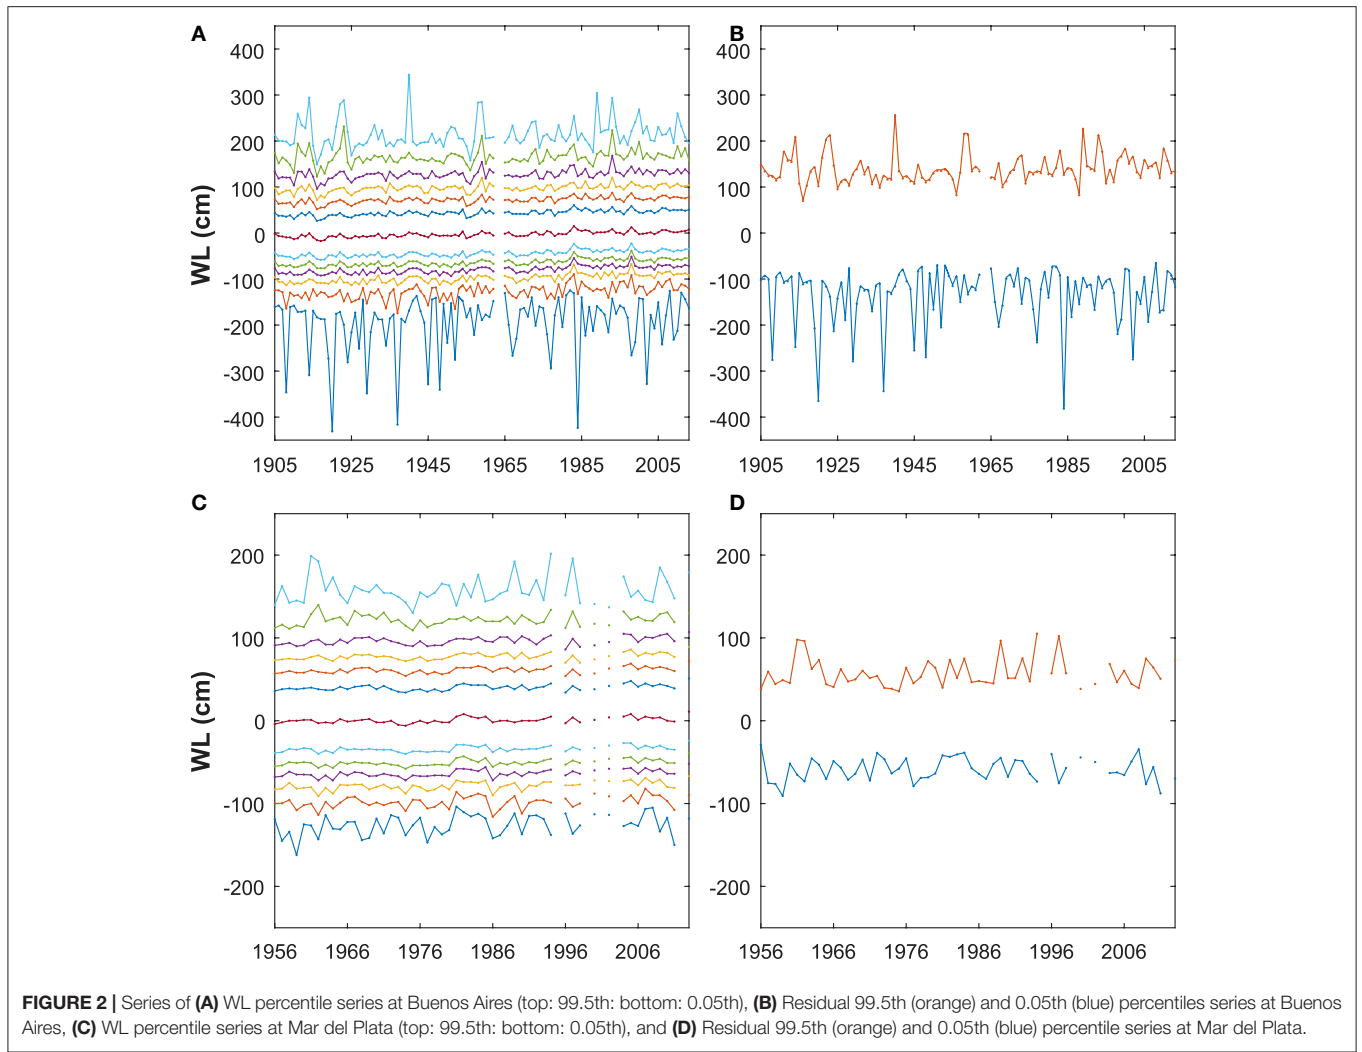 A
B
400
300
200
100
0
-100
-200
-300
-400
WL (cm)
1905 1925 1945 1965 1985 2005
400
300
200
100
0
-100
-200
-300
-400
1905 1925 1945 1965 1985 2005
C
D
200
100
0
-100
-200
WL (cm)
1956 1966 1976 1986 1996 2006
200
100
0
-100
-200
1956 1966 1976 1986 1996 2006
FIGURE 2 | Series of (A) WL percentile series at Buenos Aires (top: 99.5th: bottom: 0.05th), (B) Residual 99.5th (orange) and 0.05th (blue) percentiles series at Buenos
Aires, (C) WL percentile series at Mar del Plata (top: 99.5th: bottom: 0.05th), and (D) Residual 99.5th (orange) and 0.05th (blue) percentile series at Mar del Plata.